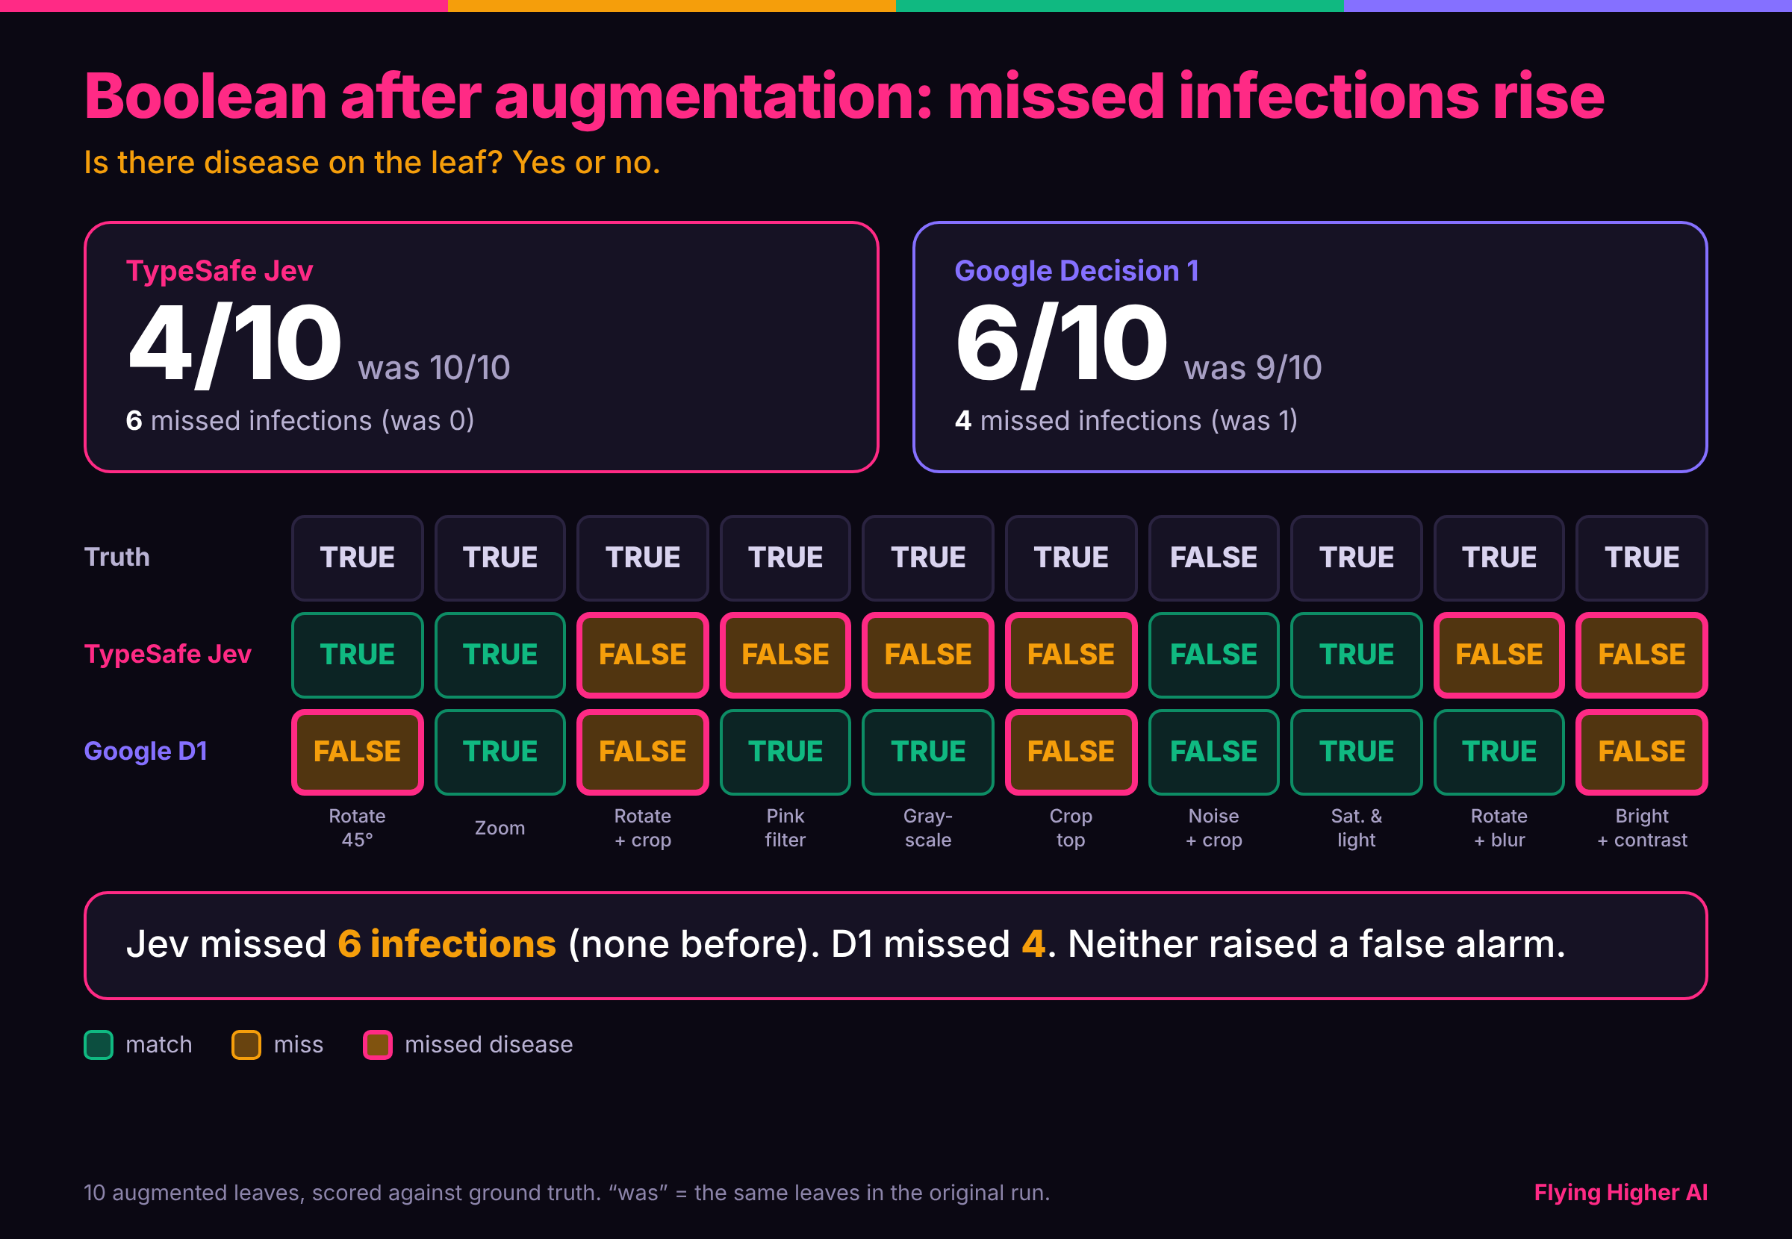 Boolean after augmentation: missed infections rise
Is there disease on the leaf? Yes or no.
TypeSafe Jev
4/10 was 10/10
6 missed infections (was 0)
Google Decision 1
6/10 was 9/10
4 missed infections (was 1)
Truth TRUE TRUE TRUE TRUE TRUE TRUE FALSE TRUE TRUE TRUE
TypeSafe Jev TRUE TRUE FALSE FALSE FALSE FALSE FALSE TRUE FALSE FALSE
Google D1 FALSE TRUE FALSE TRUE TRUE FALSE FALSE TRUE TRUE FALSE
Rotate
45°
Zoom
Rotate
+ crop
Pink
filter
Gray-
scale
Crop
top
Noise
+ crop
Sat. &
light
Rotate
+ blur
Bright
+ contrast
Jev missed 6 infections (none before). D1 missed 4. Neither raised a false alarm.
match miss missed disease
10 augmented leaves, scored against ground truth. “was” = the same leaves in the original run.
Flying Higher AI